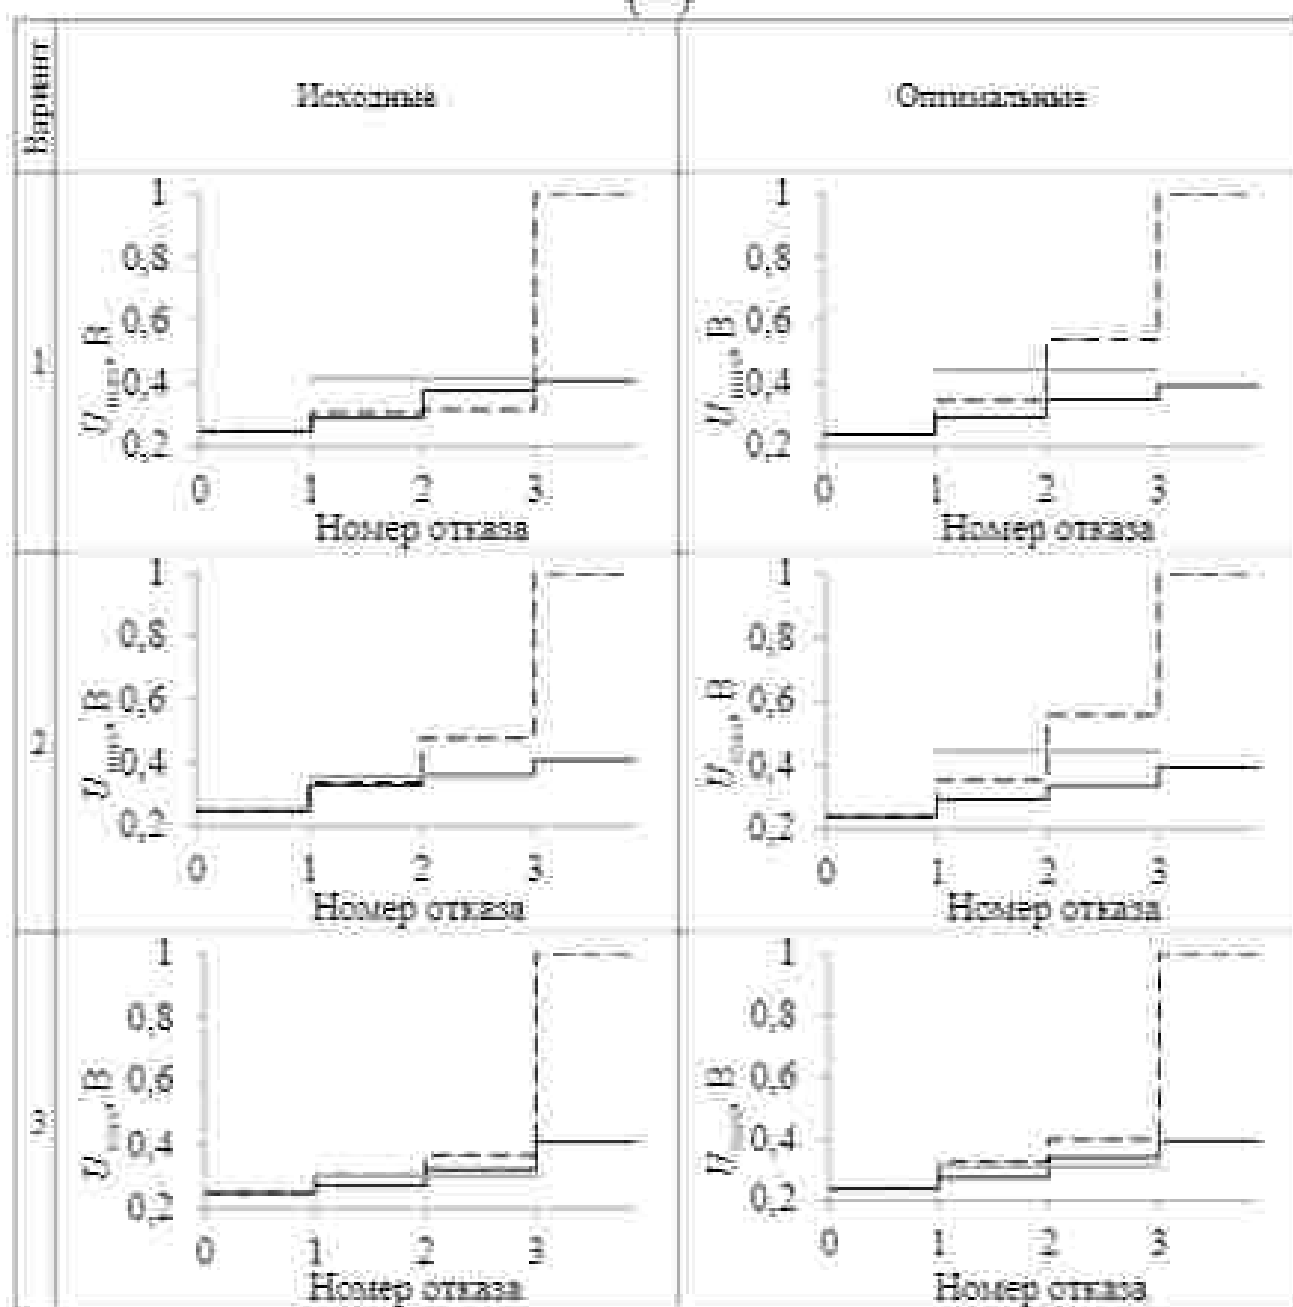 Вариант
Исходные
Оптимальные
1
1
0,8
0,6
0,4
0,2
0 1 2 3
Номер отказа
1
0,8
0,6
0,4
0,2
0 1 2 3
Номер отказа
2
1
0,8
0,6
0,4
0,2
0 1 2 3
Номер отказа
1
0,8
0,6
0,4
0,2
0 1 2 3
Номер отказа
3
1
0,8
0,6
0,4
0,2
0 1 2 3
Номер отказа
1
0,8
0,6
0,4
0,2
0 1 2 3
Номер отказа